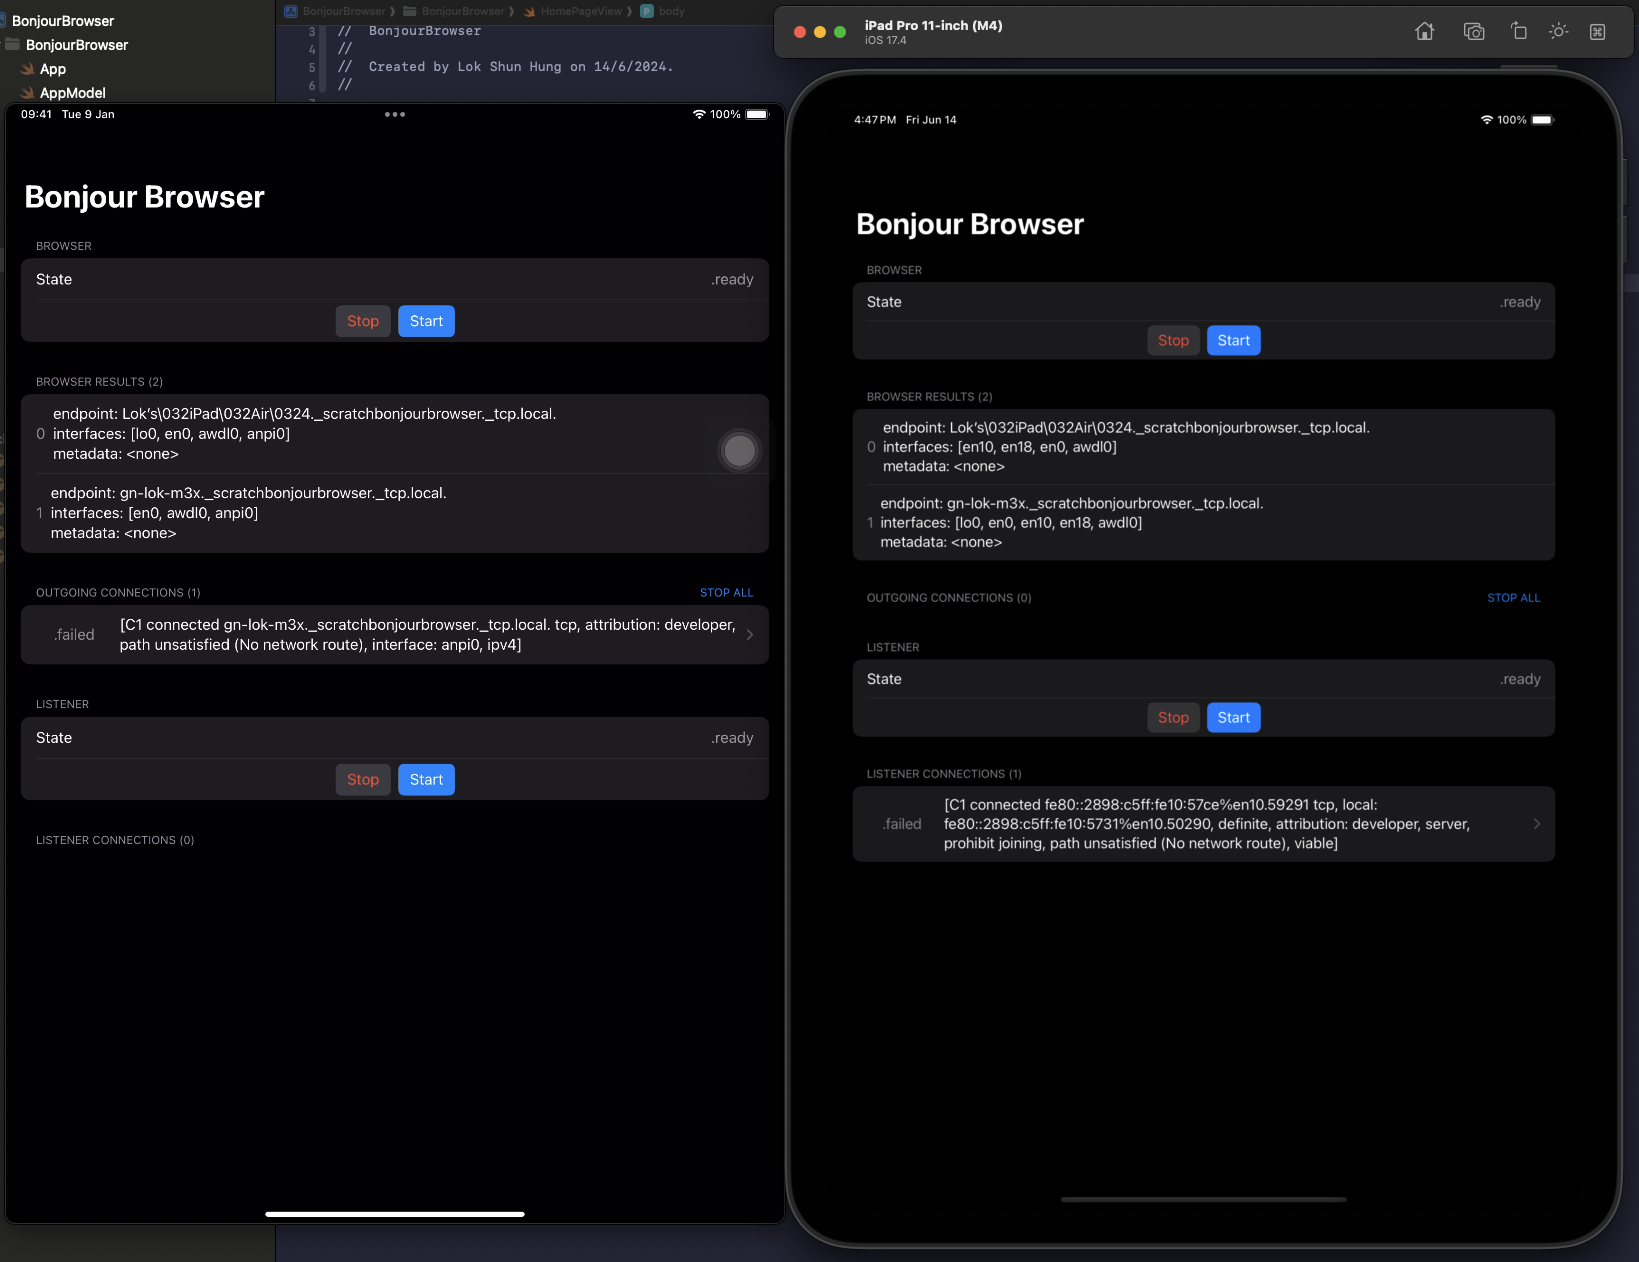 BonjourBrowser
BonjourBrowser
App
AppModel
BonjourBrowser 〉 BonjourBrowser 〉 HomePageView 〉 P body
3 // BonjourBrowser
4 //
5 // Created by Lok Shun Hung on 14/6/2024.
6 //
09:41 Tue 9 Jan
100%
Bonjour Browser
BROWSER
State .ready
Stop Start
BROWSER RESULTS (2)
endpoint: Lok’s\032iPad\032Air\0324._scratchbonjourbrowser._tcp.local.
0 interfaces: [lo0, en0, awdl0, anpi0]
metadata: <none>
endpoint: gn-lok-m3x._scratchbonjourbrowser._tcp.local.
1 interfaces: [en0, awdl0, anpi0]
metadata: <none>
OUTGOING CONNECTIONS (1) STOP ALL
.failed
[C1 connected gn-lok-m3x._scratchbonjourbrowser._tcp.local. tcp, attribution: developer,
path unsatisfied (No network route), interface: anpi0, ipv4]
LISTENER
State .ready
Stop Start
LISTENER CONNECTIONS (0)
iPad Pro 11-inch (M4)
iOS 17.4
4:47 PM Fri Jun 14
100%
Bonjour Browser
BROWSER
State .ready
Stop Start
BROWSER RESULTS (2)
endpoint: Lok’s\032iPad\032Air\0324._scratchbonjourbrowser._tcp.local.
0 interfaces: [en10, en18, en0, awdl0]
metadata: <none>
endpoint: gn-lok-m3x._scratchbonjourbrowser._tcp.local.
1 interfaces: [lo0, en0, en10, en18, awdl0]
metadata: <none>
OUTGOING CONNECTIONS (0) STOP ALL
LISTENER
State .ready
Stop Start
LISTENER CONNECTIONS (1)
.failed
[C1 connected fe80::2898:c5ff:fe10:57ce%en10.59291 tcp, local:
fe80::2898:c5ff:fe10:5731%en10.50290, definite, attribution: developer, server,
prohibit joining, path unsatisfied (No network route), viable]